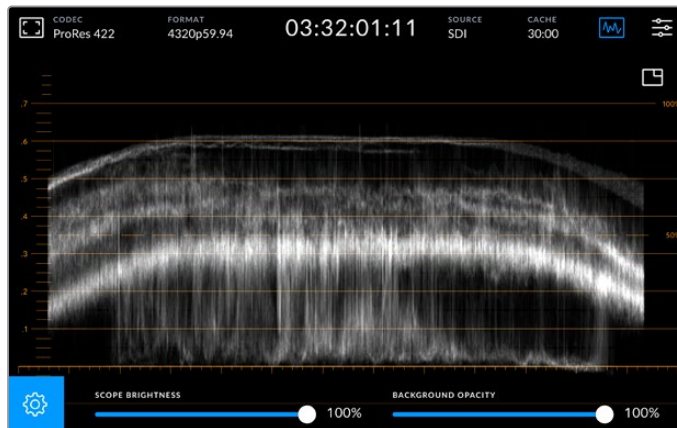 CODEC
ProRes 422
FORMAT
4320p59.94
03:32:01:11
SOURCE
SDI
CACHE
30:00
.7
100%
.6
.5
.4
50%
.3
.2
.1
SCOPE BRIGHTNESS
100%
BACKGROUND OPACITY
100%